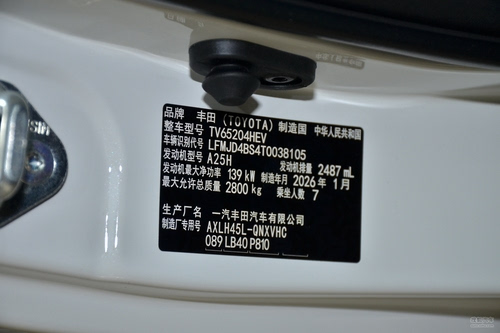 品牌 丰田 (TOYOTA) 制造国 中华人民共和国
整车型号 TV65204HEV
车辆识别代号 LFMJD4BS4T0038105
发动机型号 A25H 发动机排量 2487 mL
发动机最大净功率 139 kW 制造年月 2026 年 1 月
最大允许总质量 2800 kg 乘坐人数 7
生产厂名 一汽丰田汽车有限公司
制造厂专用号 AXLH45L-QNXVHC
089 LB40 P810